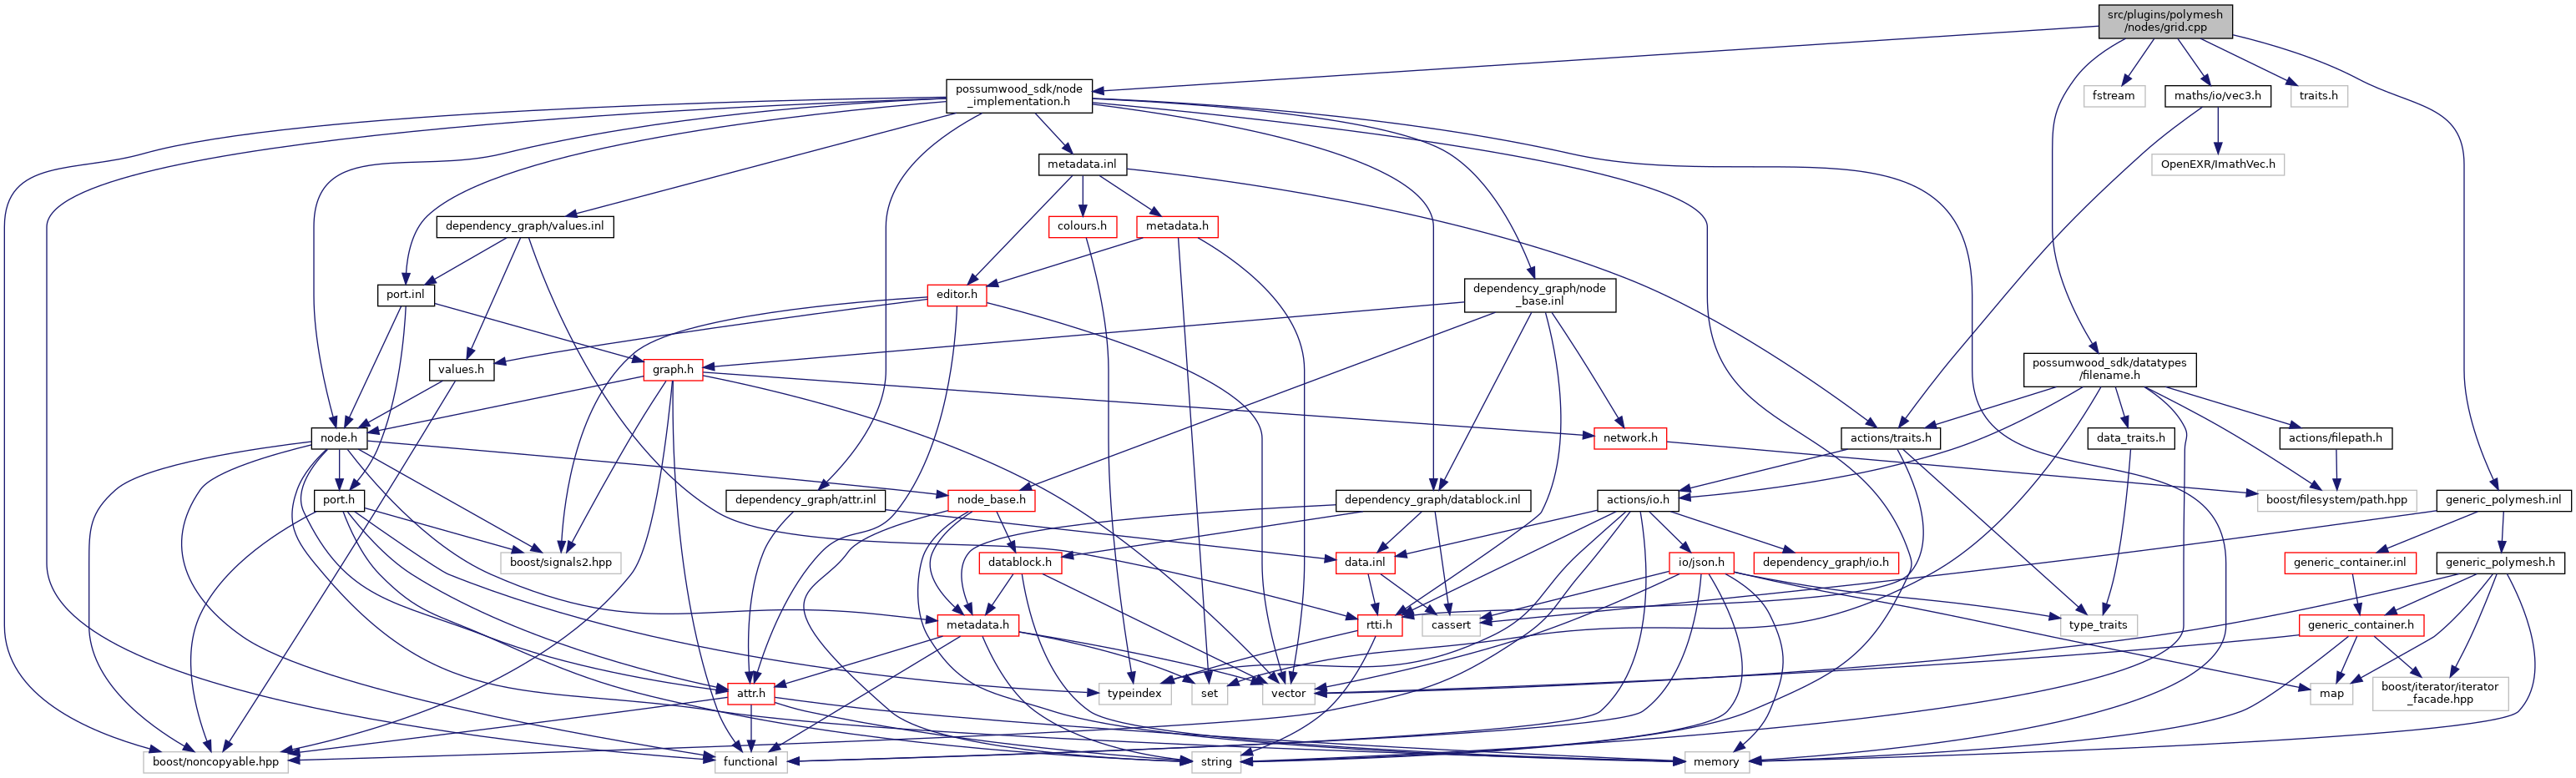 src/plugins/polymesh
/nodes/grid.cpp
possumwood_sdk/node
_implementation.h
fstream
maths/io/vec3.h
traits.h
metadata.inl
OpenEXR/ImathVec.h
dependency_graph/values.inl
colours.h
metadata.h
port.inl
editor.h
dependency_graph/node
_base.inl
values.h
graph.h
possumwood_sdk/datatypes
/filename.h
node.h
network.h
actions/traits.h
data_traits.h
actions/filepath.h
port.h
dependency_graph/attr.inl
node_base.h
dependency_graph/datablock.inl
actions/io.h
boost/filesystem/path.hpp
generic_polymesh.inl
boost/signals2.hpp
datablock.h
data.inl
io/json.h
dependency_graph/io.h
generic_container.inl
generic_polymesh.h
metadata.h
rtti.h
cassert
type_traits
generic_container.h
attr.h
typeindex
set
vector
map
boost/iterator/iterator
_facade.hpp
boost/noncopyable.hpp
functional
string
memory